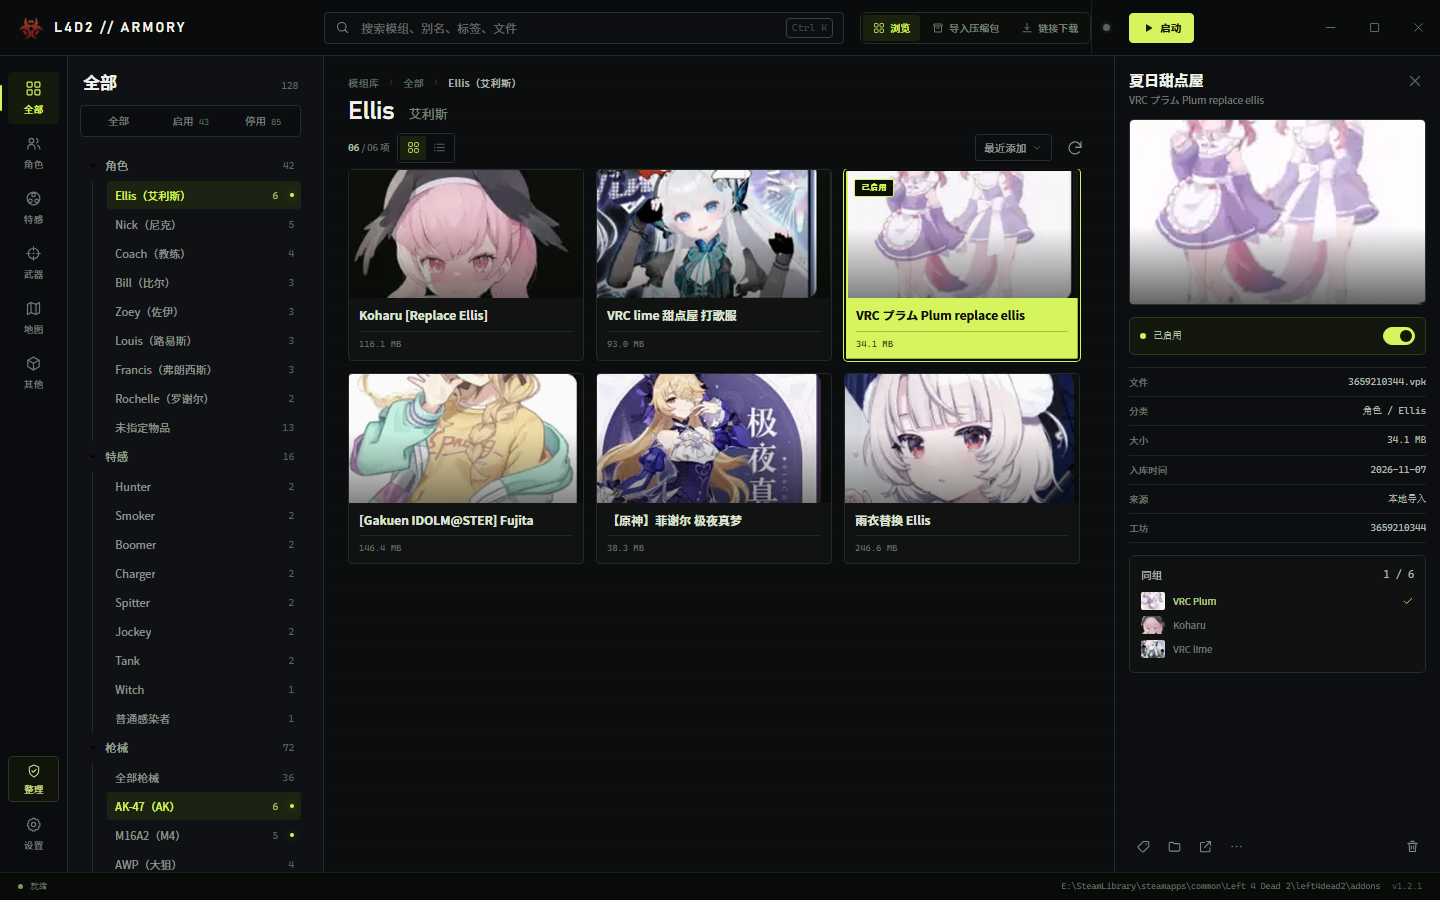 L4D2 // ARMORY
搜索模组、别名、标签、文件
Ctrl K
浏览
导入压缩包
链接下载
启动
全部
角色
特感
武器
地图
其他
整理
设置
全部
128
全部
启用 43
停用 85
角色 42
Ellis（艾利斯） 6
Nick（尼克） 5
Coach（教练） 4
Bill（比尔） 3
Zoey（佐伊） 3
Louis（路易斯） 3
Francis（弗朗西斯） 3
Rochelle（罗谢尔） 2
未指定物品 13
特感 16
Hunter 2
Smoker 2
Boomer 2
Charger 2
Spitter 2
Jockey 2
Tank 2
Witch 1
普通感染者 1
枪械 72
全部枪械 36
AK-47（AK） 6
M16A2（M4） 5
AWP（大狙） 4
模组库 > 全部 > Ellis（艾利斯）
Ellis 艾利斯
06 / 06 项
最近添加
Koharu [Replace Ellis]
116.1 MB
VRC lime 甜点屋 打歌服
93.0 MB
已启用
VRC プラム Plum replace ellis
34.1 MB
[Gakuen IDOLM@STER] Fujita
146.4 MB
极夜真
【原神】菲谢尔 极夜真梦
38.3 MB
雨衣替换 Ellis
246.6 MB
夏日甜点屋
VRC プラム Plum replace ellis
已启用
文件 3659210344.vpk
分类 角色 / Ellis
大小 34.1 MB
入库时间 2026-11-07
来源 本地导入
工坊 3659210344
同组 1 / 6
VRC Plum
Koharu
VRC lime
就绪
E:\SteamLibrary\steamapps\common\Left 4 Dead 2\left4dead2\addons
v1.2.1